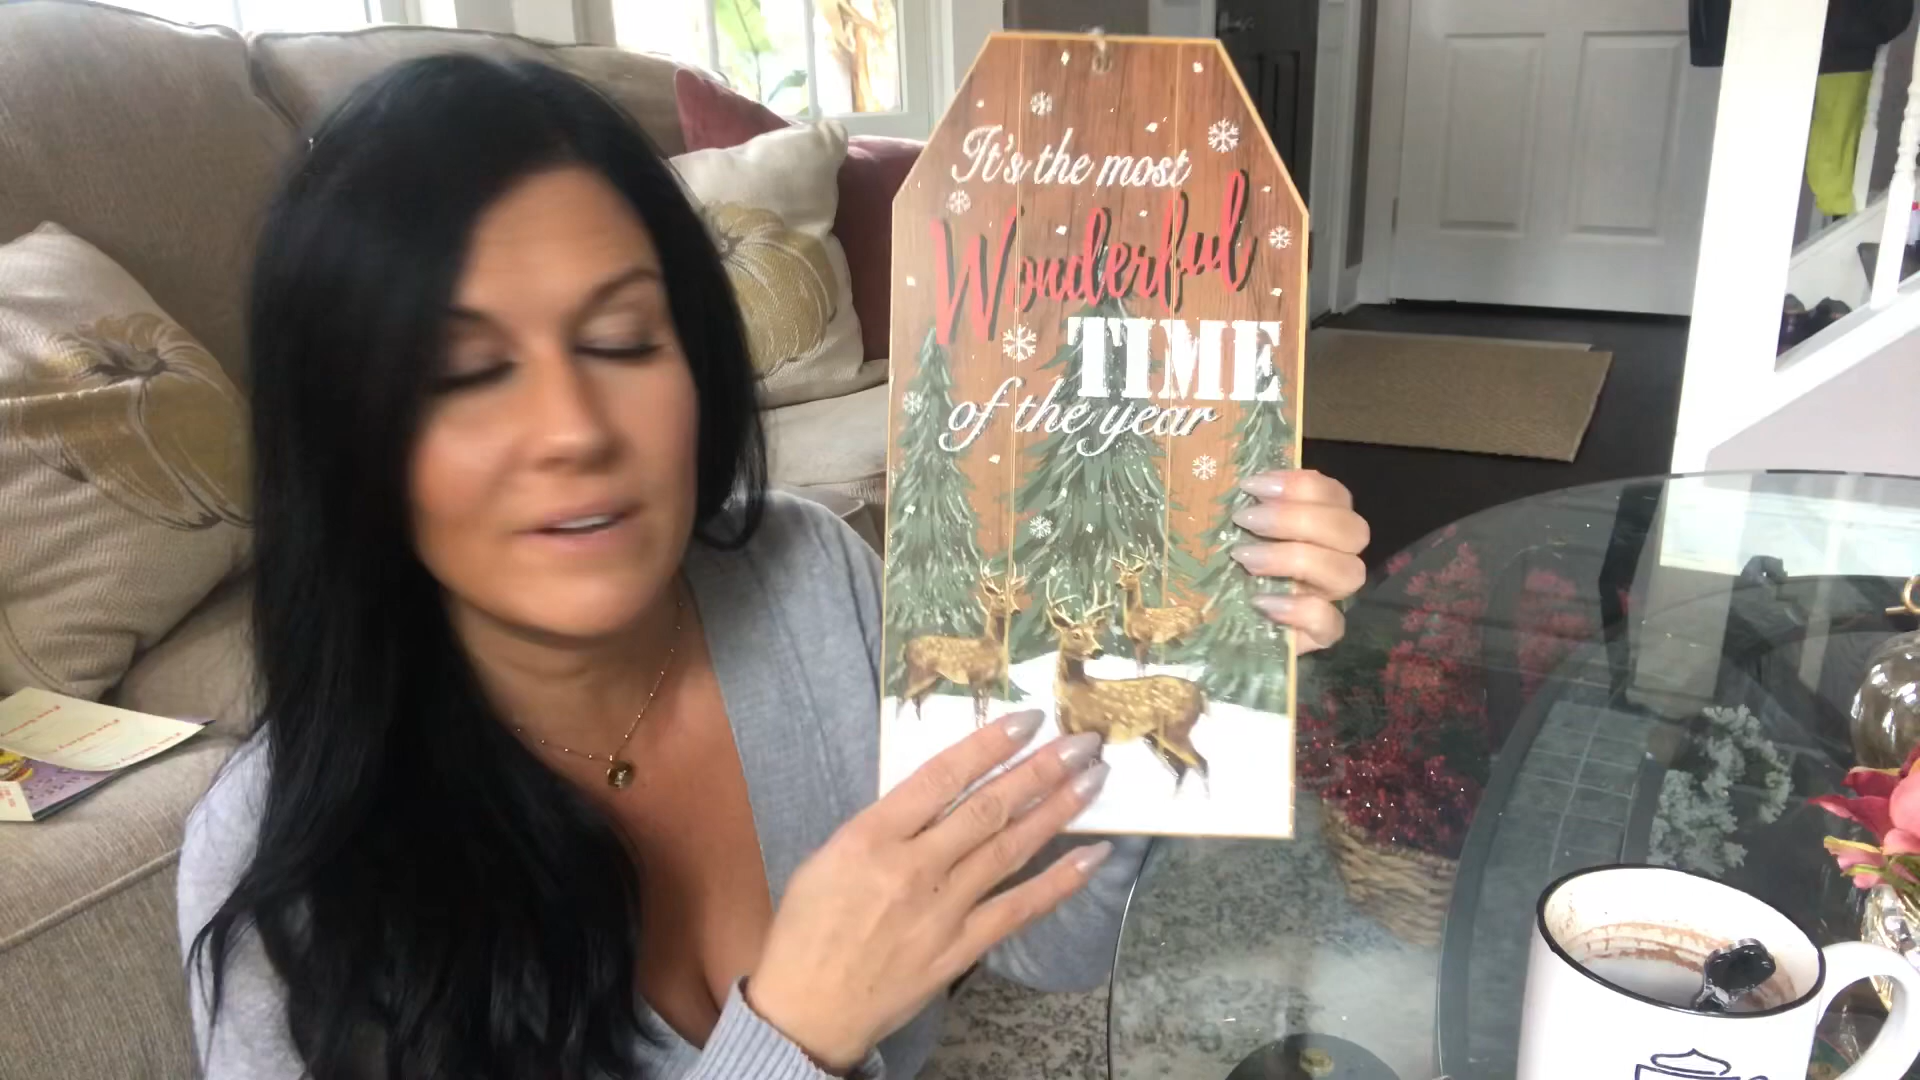 It's the most
Wonderful
TIME
of the year